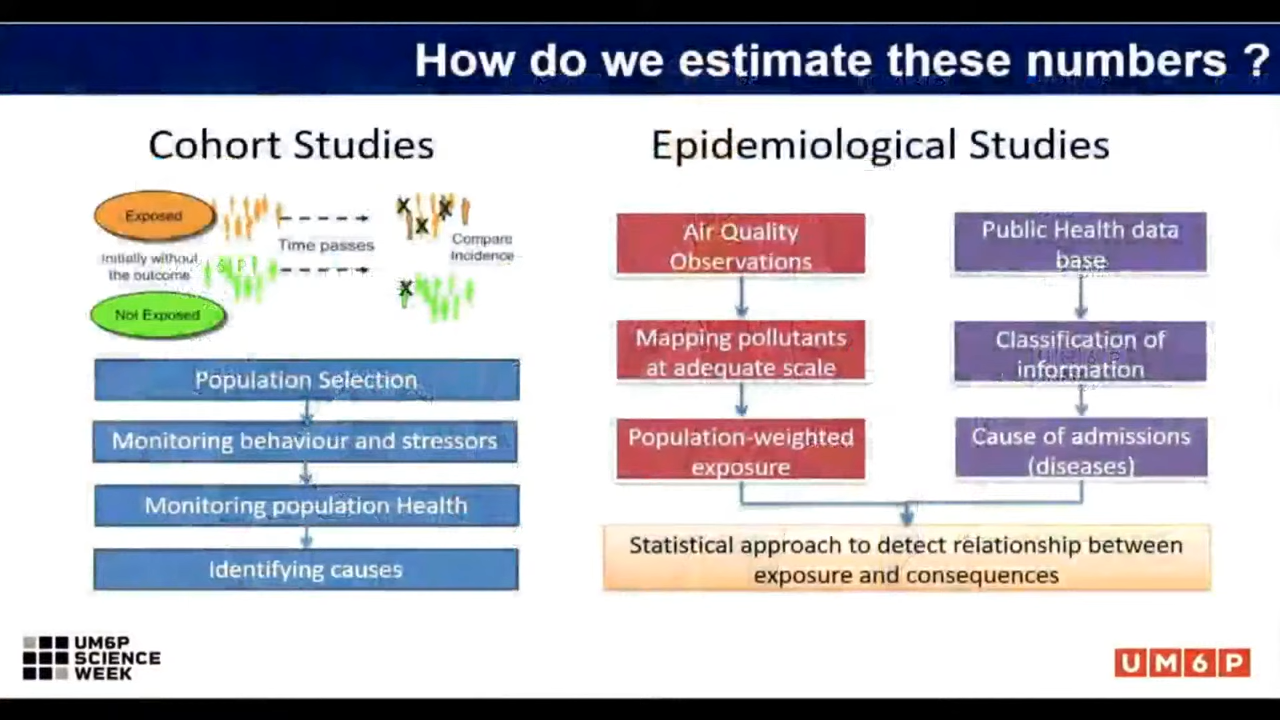 How do we estimate these numbers ?
Cohort Studies
Exposed
Initially without
the outcome
Not Exposed
Time passes
Compare
Incidence
Population Selection
Monitoring behaviour and stressors
Monitoring population Health
Identifying causes
Epidemiological Studies
Air Quality
Observations
Mapping pollutants
at adequate scale
Population-weighted
exposure
Public Health data
base
Classification of
information
Cause of admissions
(diseases)
Statistical approach to detect relationship between
exposure and consequences
UM6P
SCIENCE
WEEK
UM6P